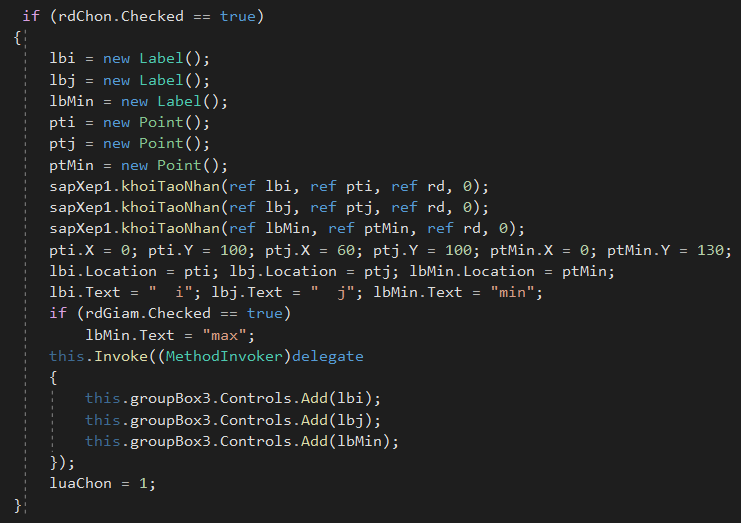 if (rdChon.Checked == true)
{
lbi = new Label();
lbj = new Label();
lbMin = new Label();
pti = new Point();
ptj = new Point();
ptMin = new Point();
sapXep1.khoiTaoNhan(ref lbi, ref pti, ref rd, 0);
sapXep1.khoiTaoNhan(ref lbj, ref ptj, ref rd, 0);
sapXep1.khoiTaoNhan(ref lbMin, ref ptMin, ref rd, 0);
pti.X = 0; pti.Y = 100; ptj.X = 60; ptj.Y = 100; ptMin.X = 0; ptMin.Y = 130;
lbi.Location = pti; lbj.Location = ptj; lbMin.Location = ptMin;
lbi.Text = "  i"; lbj.Text = "  j"; lbMin.Text = "min";
if (rdGiam.Checked == true)
lbMin.Text = "max";
this.Invoke((MethodInvoker)delegate
{
this.groupBox3.Controls.Add(lbi);
this.groupBox3.Controls.Add(lbj);
this.groupBox3.Controls.Add(lbMin);
});
luaChon = 1;
}